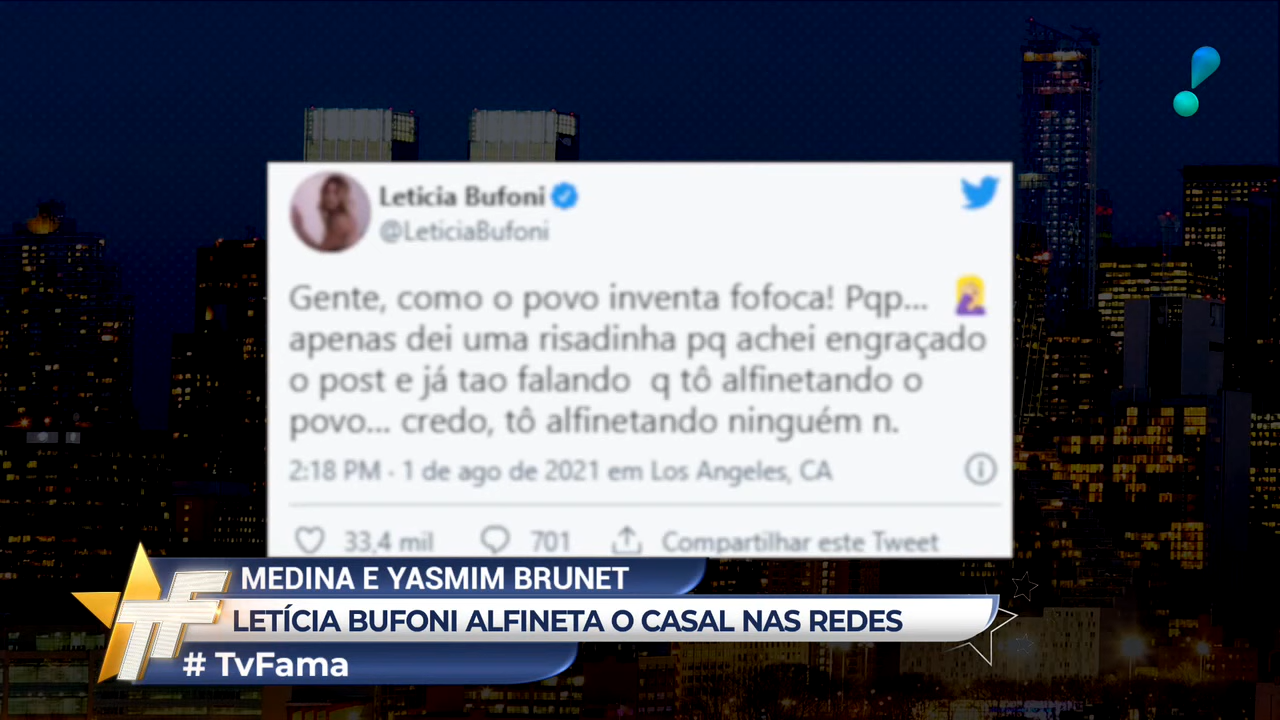 Leticia Bufoni
@LeticiaBufoni
Gente, como o povo inventa fofoca! Pqp... 🤦‍♀️
apenas dei uma risadinha pq achei engraçado
o post e já tao falando q tô alfinetando o
povo... credo, tô alfinetando ninguém n.
2:18 PM · 1 de ago de 2021 em Los Angeles, CA
33,4 mil 701 Compartilhar este Tweet
MEDINA E YASMIM BRUNET
LETÍCIA BUFONI ALFINETA O CASAL NAS REDES
TF
# TvFama